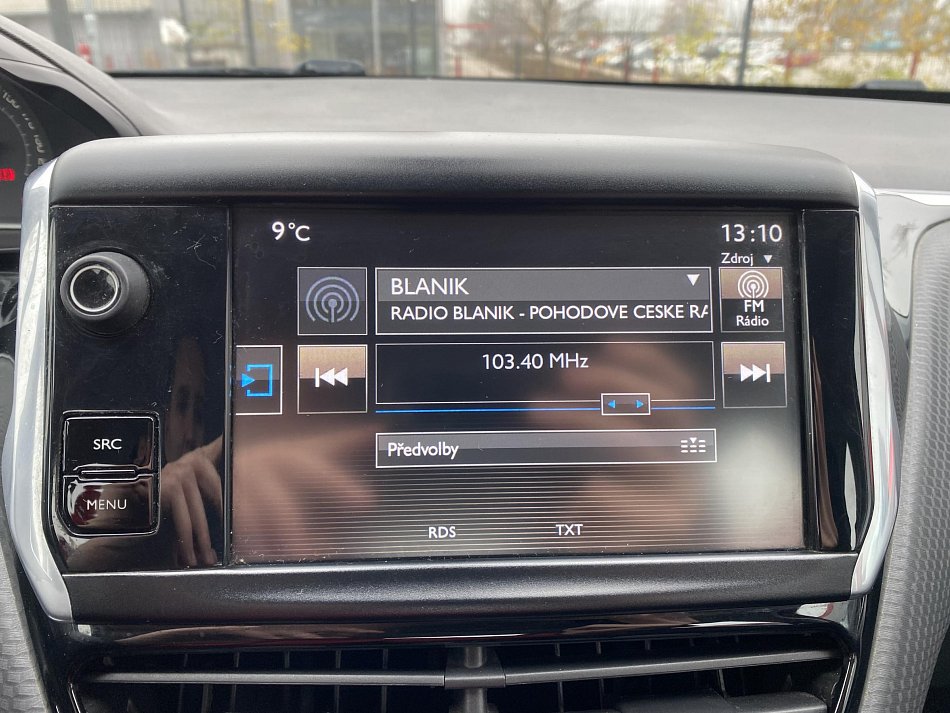 9°C
13:10
Zdroj
BLANIK
RADIO BLANIK - POHODOVE CESKE RA
FM
Rádio
103.40 MHz
SRC
Předvolby
MENU
RDS
TXT